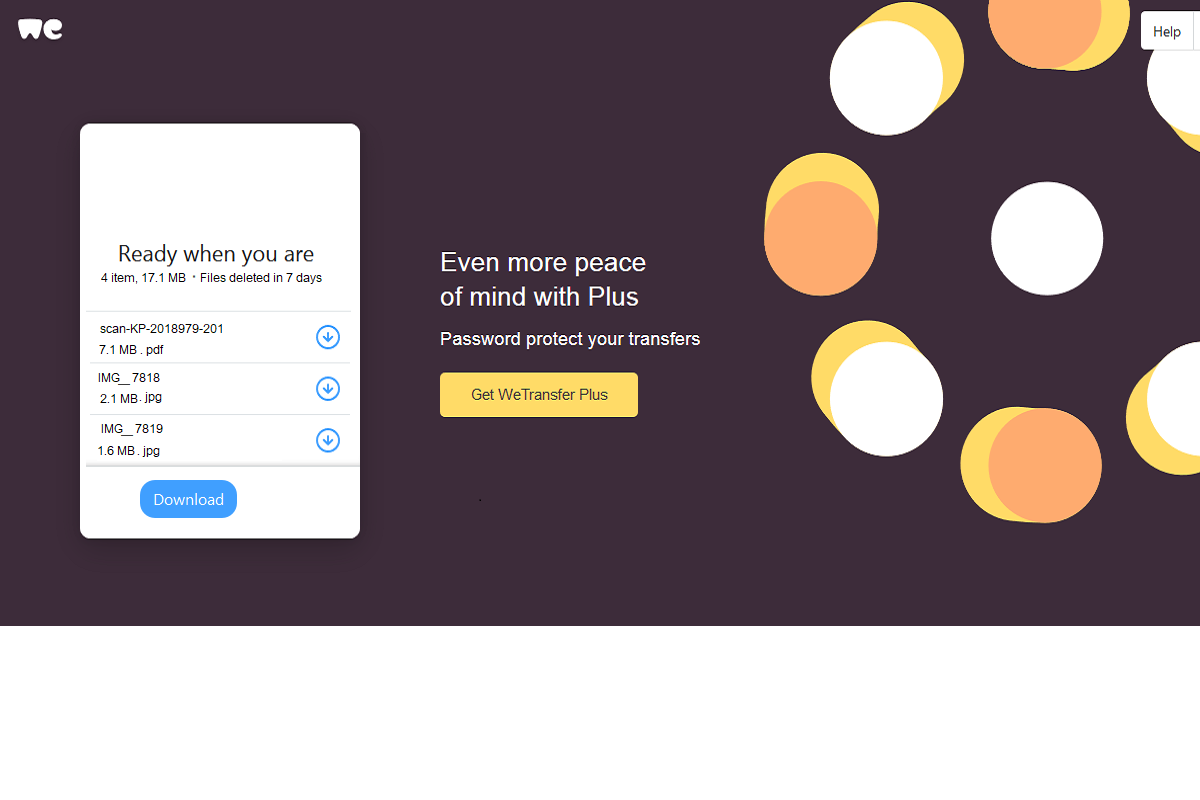 we
Help
Ready when you are
4 item, 17.1 MB · Files deleted in 7 days
scan-KP-2018979-201
7.1 MB . pdf
IMG__7818
2.1 MB . jpg
IMG__7819
1.6 MB . jpg
Download
Even more peace
of mind with Plus
Password protect your transfers
Get WeTransfer Plus